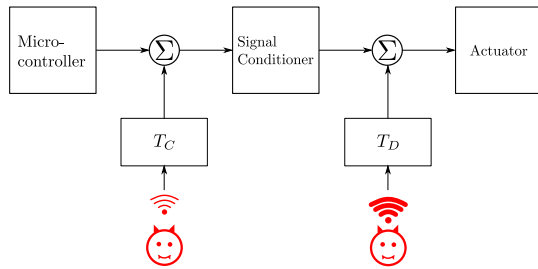 Micro-
controller
Σ
Signal
Conditioner
Σ
Actuator
T_C
T_D